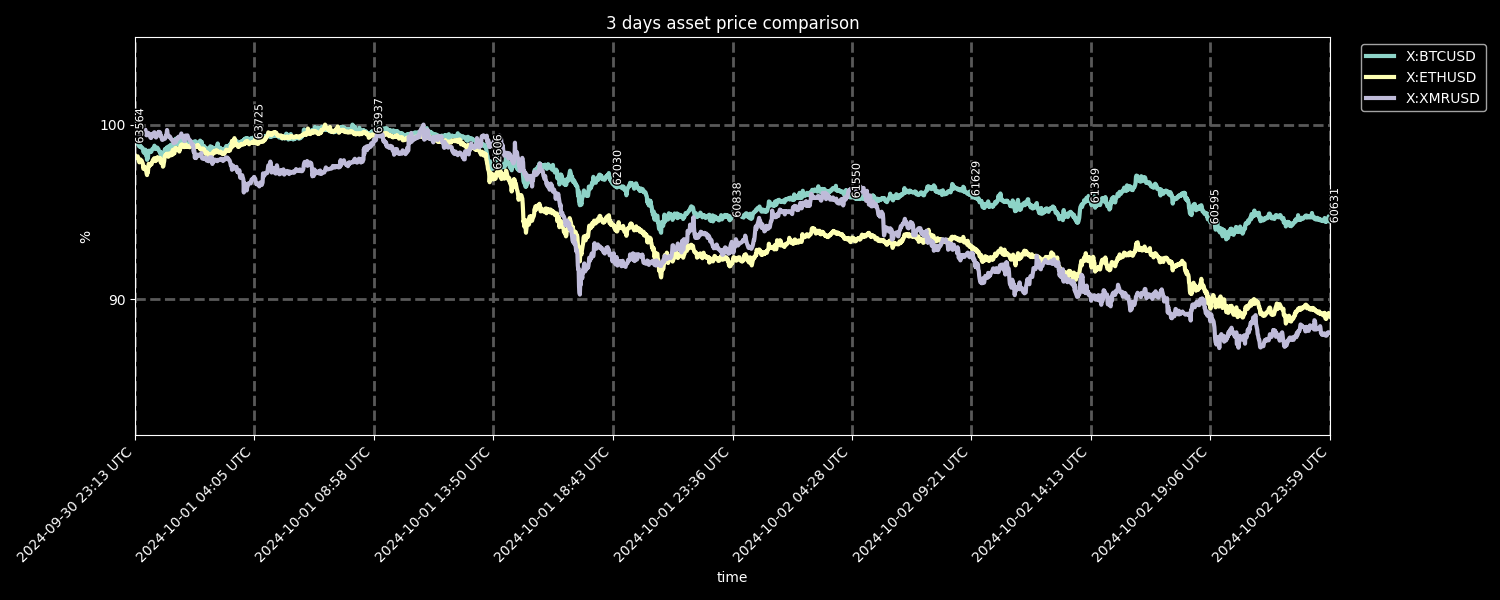 3 days asset price comparison
X:BTCUSD
X:ETHUSD
X:XMRUSD
100
90
%
63564
63725
63937
62606
62030
60838
61550
61629
61369
60595
60631
2024-09-30 23:13 UTC
2024-10-01 04:05 UTC
2024-10-01 08:58 UTC
2024-10-01 13:50 UTC
2024-10-01 18:43 UTC
2024-10-01 23:36 UTC
2024-10-02 04:28 UTC
2024-10-02 09:21 UTC
2024-10-02 14:13 UTC
2024-10-02 19:06 UTC
2024-10-02 23:59 UTC
time